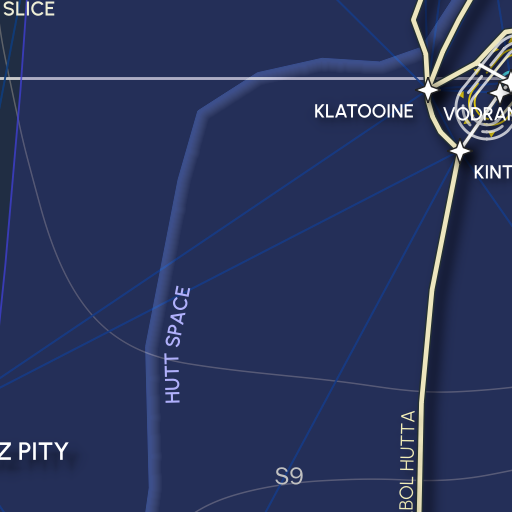 SLICE
KLATOOINE
VODRAN
KINT
HUTT SPACE
Z PITY
BOL HUTTA
S9